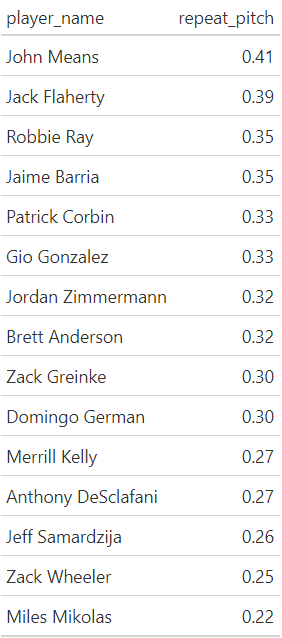 player_name repeat_pitch
John Means 0.41
Jack Flaherty 0.39
Robbie Ray 0.35
Jaime Barria 0.35
Patrick Corbin 0.33
Gio Gonzalez 0.33
Jordan Zimmermann 0.32
Brett Anderson 0.32
Zack Greinke 0.30
Domingo German 0.30
Merrill Kelly 0.27
Anthony DeSclafani 0.27
Jeff Samardzija 0.26
Zack Wheeler 0.25
Miles Mikolas 0.22